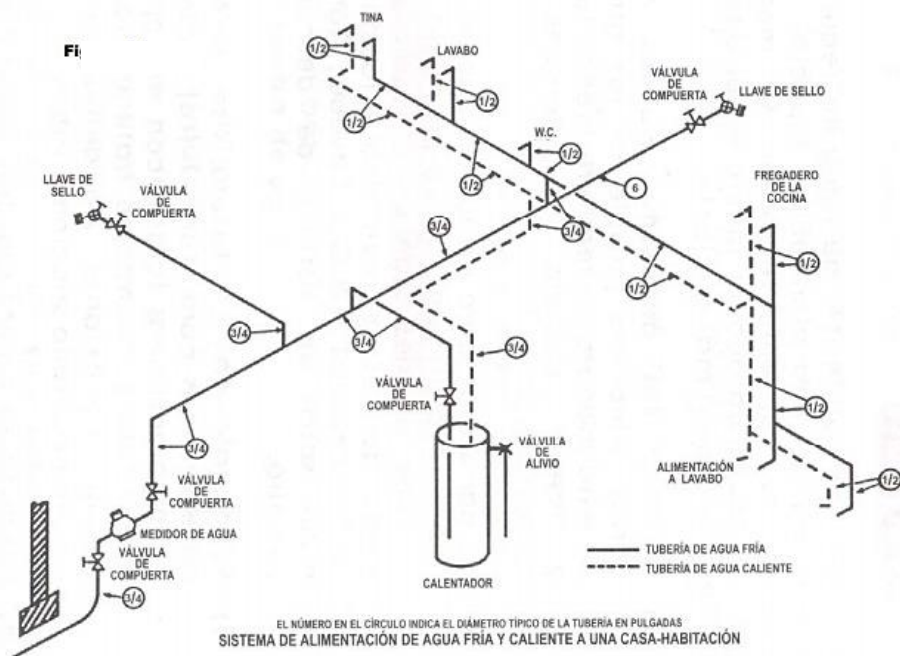 TINA
Fi
1/2
LAVABO
VÁLVULA
DE
COMPUERTA
LLAVE DE SELLO
1/2
1/2
W.C.
1/2
LLAVE DE
SELLO
VÁLVULA
DE
COMPUERTA
1/2
6
FREGADERO
DE LA
COCINA
3/4
3/4
1/2
1/2
3/4
3/4
3/4
VÁLVULA
DE
COMPUERTA
1/2
3/4
VÁLVULA
DE
ALIVIO
ALIMENTACIÓN
A LAVABO
1/2
VÁLVULA
DE
COMPUERTA
MEDIDOR DE AGUA
VÁLVULA
DE
COMPUERTA
TUBERÍA DE AGUA FRÍA
TUBERÍA DE AGUA CALIENTE
CALENTADOR
3/4
EL NÚMERO EN EL CÍRCULO INDICA EL DIÁMETRO TÍPICO DE LA TUBERÍA EN PULGADAS
SISTEMA DE ALIMENTACIÓN DE AGUA FRÍA Y CALIENTE A UNA CASA-HABITACIÓN